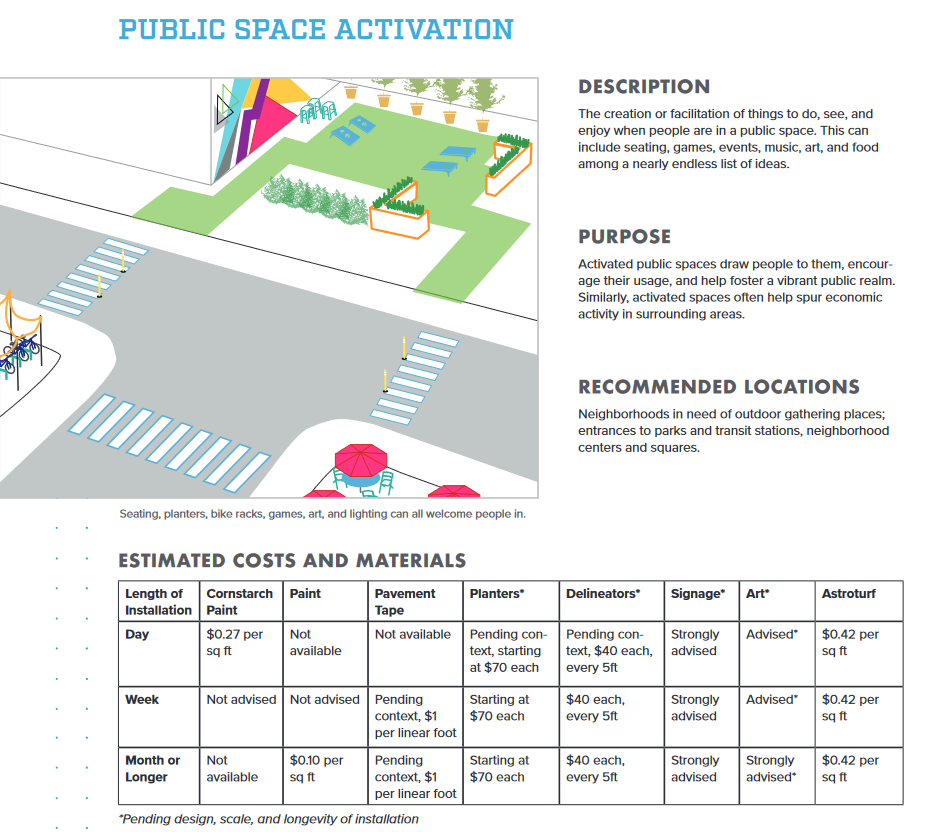 PUBLIC SPACE ACTIVATION
DESCRIPTION
The creation or facilitation of things to do, see, and
enjoy when people are in a public space. This can
include seating, games, events, music, art, and food
among a nearly endless list of ideas.
PURPOSE
Activated public spaces draw people to them, encour-
age their usage, and help foster a vibrant public realm.
Similarly, activated spaces often help spur economic
activity in surrounding areas.
RECOMMENDED LOCATIONS
Neighborhoods in need of outdoor gathering places;
entrances to parks and transit stations, neighborhood
centers and squares.
Seating, planters, bike racks, games, art, and lighting can all welcome people in.
ESTIMATED COSTS AND MATERIALS
Length of Installation | Cornstarch Paint | Paint | Pavement Tape | Planters* | Delineators* | Signage* | Art* | Astroturf
Day | $0.27 per sq ft | Not available | Not available | Pending con-text, starting at $70 each | Pending con-text, $40 each, every 5ft | Strongly advised | Advised* | $0.42 per sq ft
Week | Not advised | Not advised | Pending context, $1 per linear foot | Starting at $70 each | $40 each, every 5ft | Strongly advised | Advised* | $0.42 per sq ft
Month or Longer | Not available | $0.10 per sq ft | Pending context, $1 per linear foot | Starting at $70 each | $40 each, every 5ft | Strongly advised | Strongly advised* | $0.42 per sq ft
*Pending design, scale, and longevity of installation